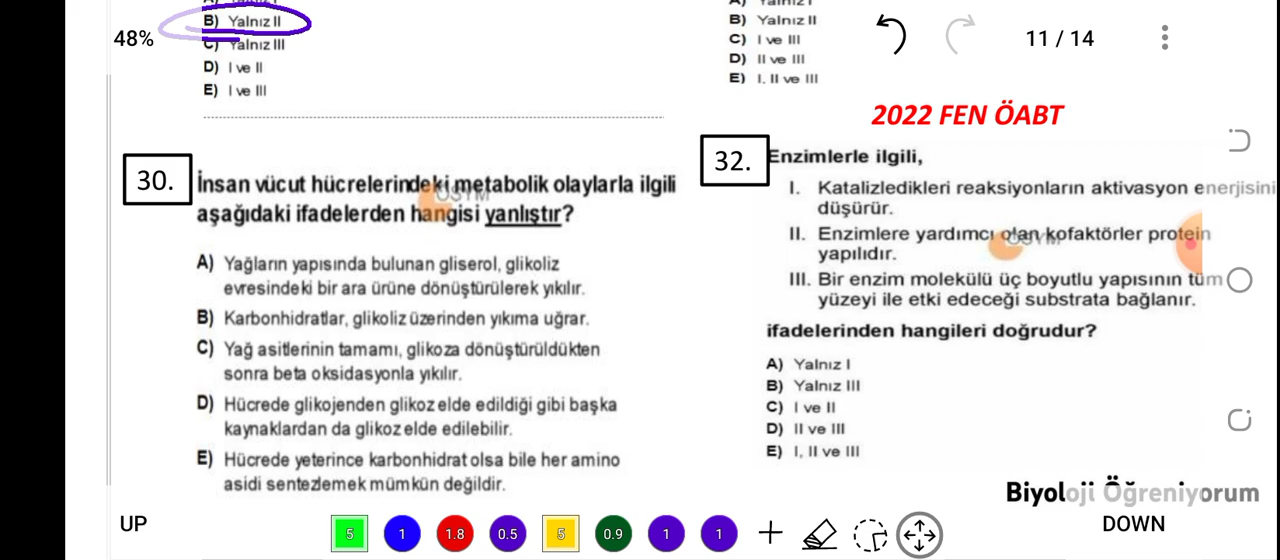 48%
B) Yalnız II
C) Yalnız III
D) I ve II
E) I ve III
30.
İnsan vücut hücrelerindeki metabolik olaylarla ilgili
aşağıdaki ifadelerden hangisi yanlıştır?
A) Yağların yapısında bulunan gliserol, glikoliz
evresindeki bir ara ürüne dönüştürülerek yıkılır.
B) Karbonhidratlar, glikoliz üzerinden yıkıma uğrar.
C) Yağ asitlerinin tamamı, glikoza dönüştürüldükten
sonra beta oksidasyonla yıkılır.
D) Hücrede glikojenden glikoz elde edildiği gibi başka
kaynaklardan da glikoz elde edilebilir.
E) Hücrede yeterince karbonhidrat olsa bile her amino
asidi sentezlemek mümkün değildir.
A) Yalnız I
B) Yalnız II
C) I ve III
D) II ve III
E) I, II ve III
11 / 14
2022 FEN ÖABT
32.
Enzimlerle ilgili,
I. Katalizledikleri reaksiyonların aktivasyon enerjisini
düşürür.
II. Enzimlere yardımcı olan kofaktörler protein
yapılıdır.
III. Bir enzim molekülü üç boyutlu yapısının tüm
yüzeyi ile etki edeceği substrata bağlanır.
ifadelerinden hangileri doğrudur?
A) Yalnız I
B) Yalnız III
C) I ve II
D) II ve III
E) I, II ve III
Biyoloji Öğreniyorum
UP
5
1
1.8
0.5
5
0.9
1
1
DOWN